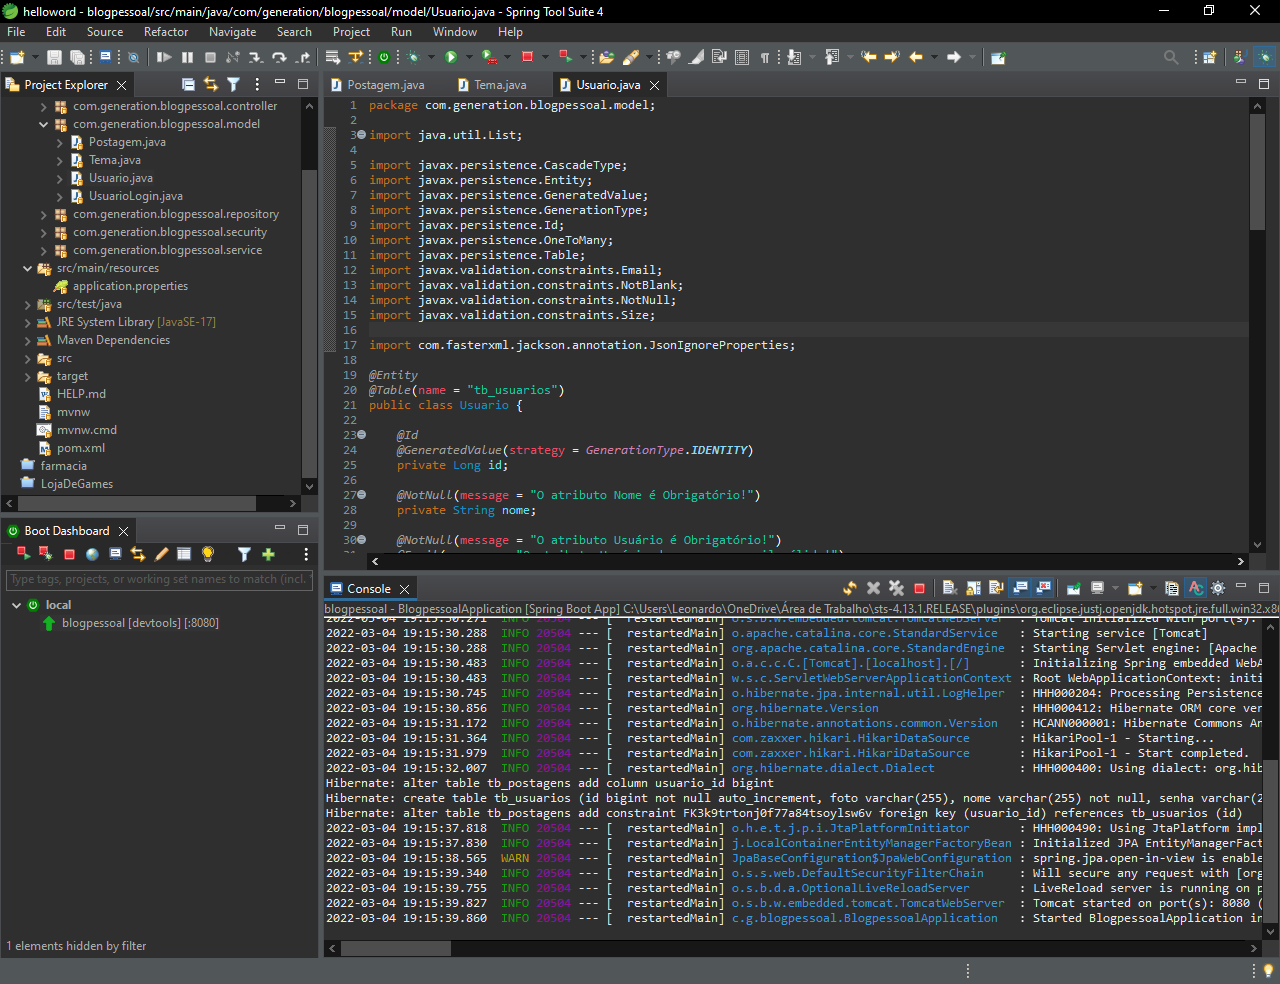 helloword - blogpessoal/src/main/java/com/generation/blogpessoal/model/Usuario.java - Spring Tool Suite 4
File Edit Source Refactor Navigate Search Project Run Window Help
Project Explorer
com.generation.blogpessoal.controller
com.generation.blogpessoal.model
Postagem.java
Tema.java
Usuario.java
UsuarioLogin.java
com.generation.blogpessoal.repository
com.generation.blogpessoal.security
com.generation.blogpessoal.service
src/main/resources
application.properties
src/test/java
JRE System Library [JavaSE-17]
Maven Dependencies
src
target
HELP.md
mvnw
mvnw.cmd
pom.xml
farmacia
LojaDeGames
Boot Dashboard
Type tags, projects, or working set names to match (incl. *
local
blogpessoal [devtools] [:8080]
1 elements hidden by filter
Postagem.java Tema.java Usuario.java
1 package com.generation.blogpessoal.model;
2
3 import java.util.List;
4
5 import javax.persistence.CascadeType;
6 import javax.persistence.Entity;
7 import javax.persistence.GeneratedValue;
8 import javax.persistence.GenerationType;
9 import javax.persistence.Id;
10 import javax.persistence.OneToMany;
11 import javax.persistence.Table;
12 import javax.validation.constraints.Email;
13 import javax.validation.constraints.NotBlank;
14 import javax.validation.constraints.NotNull;
15 import javax.validation.constraints.Size;
16
17 import com.fasterxml.jackson.annotation.JsonIgnoreProperties;
18
19 @Entity
20 @Table(name = "tb_usuarios")
21 public class Usuario {
22
23 @Id
24 @GeneratedValue(strategy = GenerationType.IDENTITY)
25 private Long id;
26
27 @NotNull(message = "O atributo Nome é Obrigatório!")
28 private String nome;
29
30 @NotNull(message = "O atributo Usuário é Obrigatório!")
Console
blogpessoal - BlogpessoalApplication [Spring Boot App] C:\Users\Leonardo\OneDrive\Área de Trabalho\sts-4.13.1.RELEASE\plugins\org.eclipse.justj.openjdk.hotspot.jre.full.win32.x8
2022-03-04 19:15:30.271 INFO 20504 --- [ restartedMain] o.s.b.w.embedded.tomcat.TomcatWebServer : Tomcat initialized with port(s):
2022-03-04 19:15:30.288 INFO 20504 --- [ restartedMain] o.apache.catalina.core.StandardService : Starting service [Tomcat]
2022-03-04 19:15:30.288 INFO 20504 --- [ restartedMain] org.apache.catalina.core.StandardEngine : Starting Servlet engine: [Apache
2022-03-04 19:15:30.483 INFO 20504 --- [ restartedMain] o.a.c.c.C.[Tomcat].[localhost].[/] : Initializing Spring embedded WebA
2022-03-04 19:15:30.483 INFO 20504 --- [ restartedMain] w.s.c.ServletWebServerApplicationContext : Root WebApplicationContext: initi
2022-03-04 19:15:30.745 INFO 20504 --- [ restartedMain] o.hibernate.jpa.internal.util.LogHelper : HHH000204: Processing Persistence
2022-03-04 19:15:30.856 INFO 20504 --- [ restartedMain] org.hibernate.Version : HHH000412: Hibernate ORM core ver
2022-03-04 19:15:31.172 INFO 20504 --- [ restartedMain] o.hibernate.annotations.common.Version : HCANN000001: Hibernate Commons An
2022-03-04 19:15:31.364 INFO 20504 --- [ restartedMain] com.zaxxer.hikari.HikariDataSource : HikariPool-1 - Starting...
2022-03-04 19:15:31.979 INFO 20504 --- [ restartedMain] com.zaxxer.hikari.HikariDataSource : HikariPool-1 - Start completed.
2022-03-04 19:15:32.007 INFO 20504 --- [ restartedMain] org.hibernate.dialect.Dialect : HHH000400: Using dialect: org.hib
Hibernate: alter table tb_postagens add column usuario_id bigint
Hibernate: create table tb_usuarios (id bigint not null auto_increment, foto varchar(255), nome varchar(255) not null, senha varchar(2
Hibernate: alter table tb_postagens add constraint FK3k9trtonj0f77a84tsoylsw6v foreign key (usuario_id) references tb_usuarios (id)
2022-03-04 19:15:37.818 INFO 20504 --- [ restartedMain] o.h.e.t.j.p.i.JtaPlatformInitiator : HHH000490: Using JtaPlatform impl
2022-03-04 19:15:37.830 INFO 20504 --- [ restartedMain] j.LocalContainerEntityManagerFactoryBean : Initialized JPA EntityManagerFact
2022-03-04 19:15:38.565 WARN 20504 --- [ restartedMain] JpaBaseConfiguration$JpaWebConfiguration : spring.jpa.open-in-view is enable
2022-03-04 19:15:39.340 INFO 20504 --- [ restartedMain] o.s.s.web.DefaultSecurityFilterChain : Will secure any request with [org
2022-03-04 19:15:39.755 INFO 20504 --- [ restartedMain] o.s.b.d.a.OptionalLiveReloadServer : LiveReload server is running on p
2022-03-04 19:15:39.827 INFO 20504 --- [ restartedMain] o.s.b.w.embedded.tomcat.TomcatWebServer : Tomcat started on port(s): 8080 (
2022-03-04 19:15:39.860 INFO 20504 --- [ restartedMain] c.g.blogpessoal.BlogpessoalApplication : Started BlogpessoalApplication in